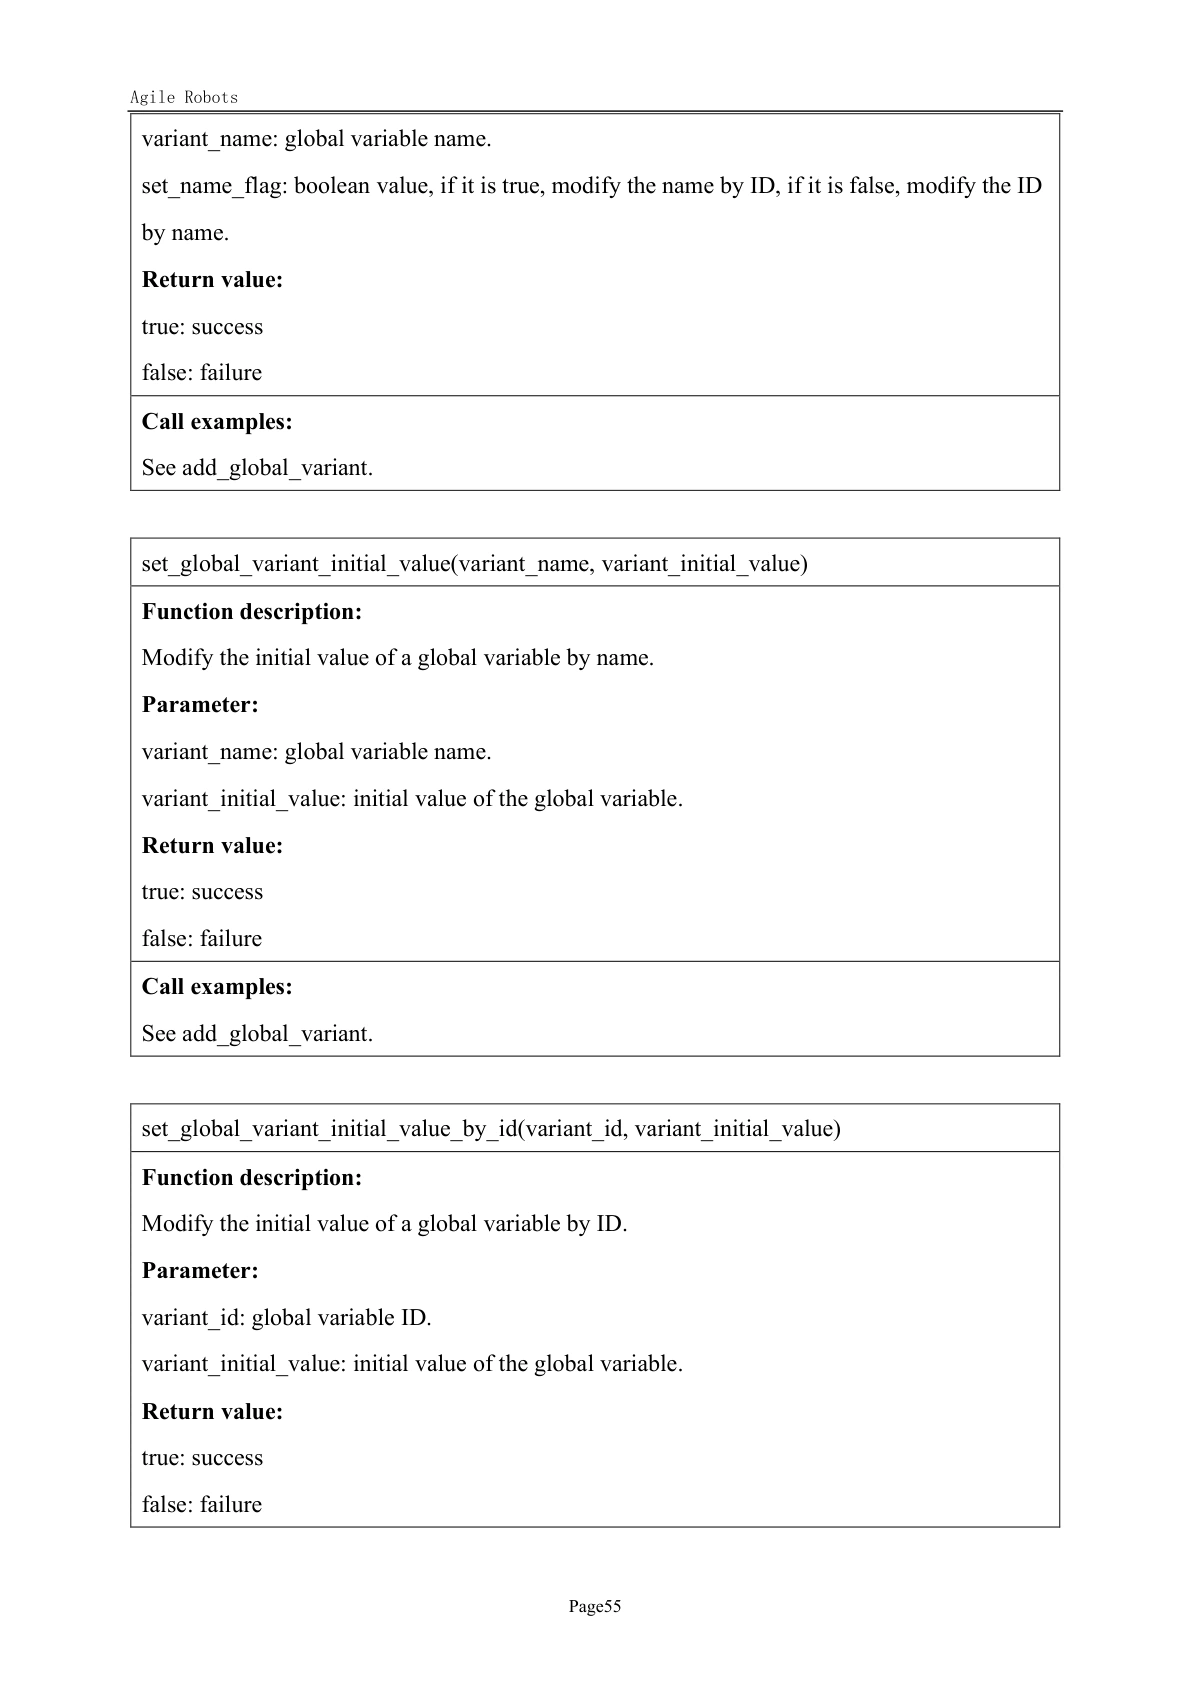 Agile Robots
variant_name: global variable name.
set_name_flag: boolean value, if it is true, modify the name by ID, if it is false, modify the ID
by name.
Return value:
true: success
false: failure
Call examples:
See add_global_variant.
set_global_variant_initial_value(variant_name, variant_initial_value)
Function description:
Modify the initial value of a global variable by name.
Parameter:
variant_name: global variable name.
variant_initial_value: initial value of the global variable.
Return value:
true: success
false: failure
Call examples:
See add_global_variant.
set_global_variant_initial_value_by_id(variant_id, variant_initial_value)
Function description:
Modify the initial value of a global variable by ID.
Parameter:
variant_id: global variable ID.
variant_initial_value: initial value of the global variable.
Return value:
true: success
false: failure
Page55